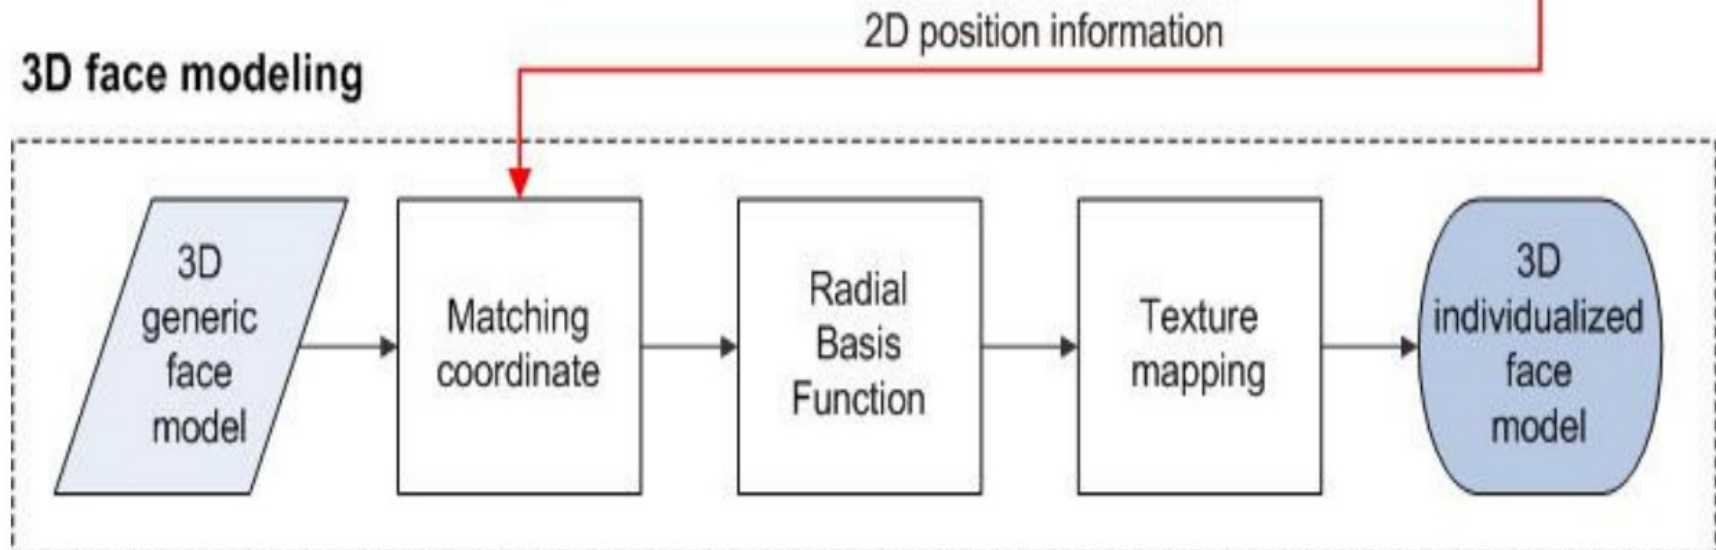 2D position information
3D face modeling
3D
generic
face
model
Matching
coordinate
Radial
Basis
Function
Texture
mapping
3D
individualized
face
model